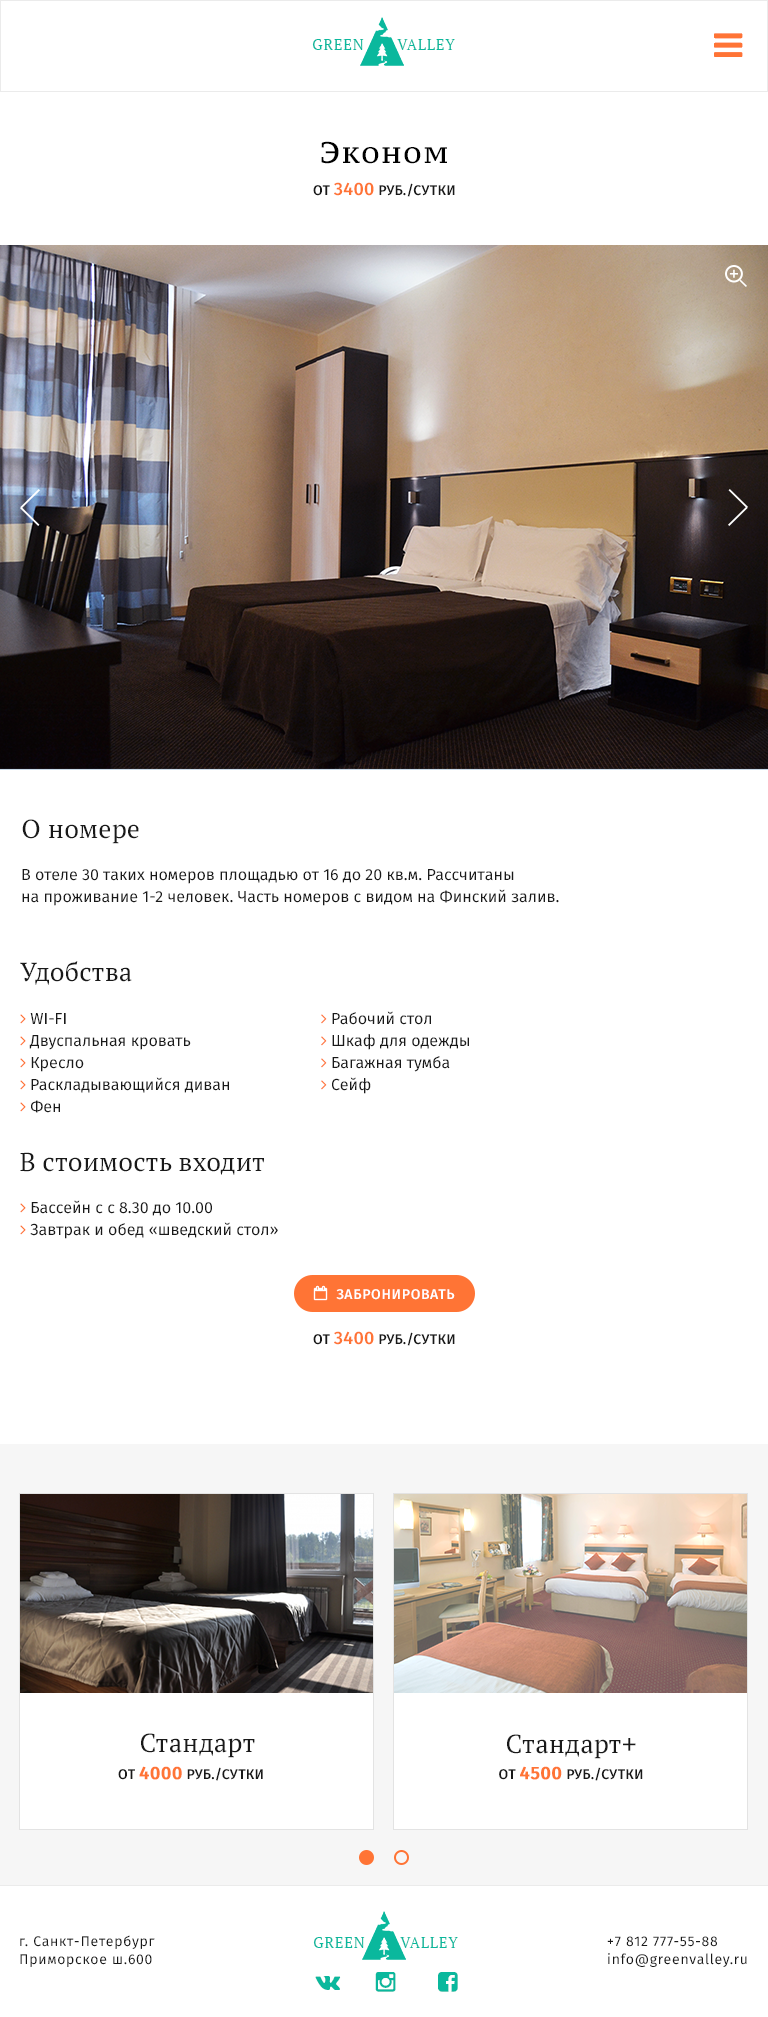 GREEN VALLEY
Эконом
ОТ 3400 РУБ./СУТКИ
О номере
В отеле 30 таких номеров площадью от 16 до 20 кв.м. Рассчитаны
на проживание 1-2 человек. Часть номеров с видом на Финский залив.
Удобства
WI-FI
Двуспальная кровать
Кресло
Раскладывающийся диван
Фен
Рабочий стол
Шкаф для одежды
Багажная тумба
Сейф
В стоимость входит
Бассейн с с 8.30 до 10.00
Завтрак и обед «шведский стол»
ЗАБРОНИРОВАТЬ
ОТ 3400 РУБ./СУТКИ
Стандарт
ОТ 4000 РУБ./СУТКИ
Стандарт+
ОТ 4500 РУБ./СУТКИ
г. Санкт-Петербург
Приморское ш.600
GREEN VALLEY
+7 812 777-55-88
info@greenvalley.ru